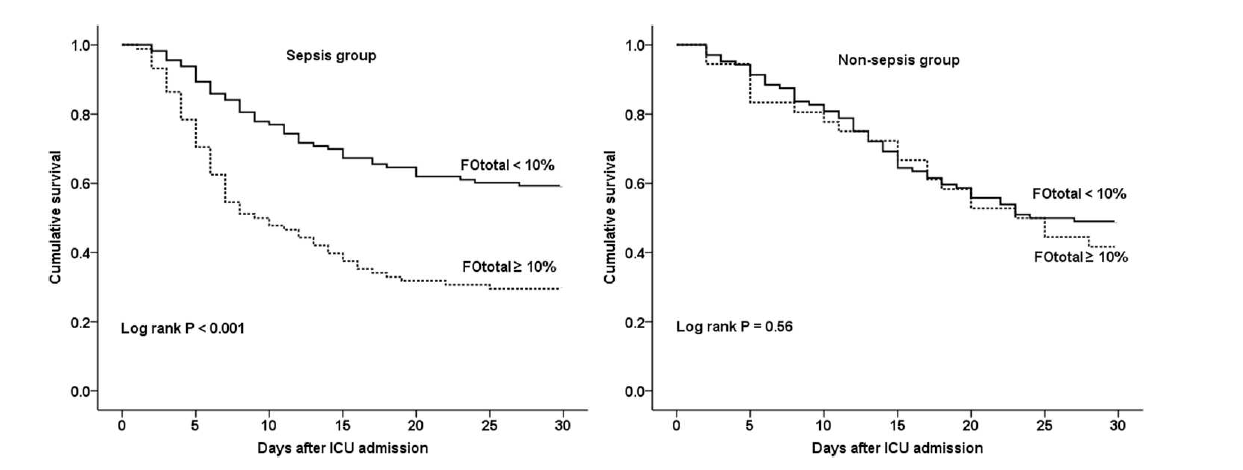 Sepsis group
1.0
0.8
0.6
0.4
0.2
0.0
Cumulative survival
FOtotal < 10%
FOtotal ≥ 10%
Log rank P < 0.001
0 5 10 15 20 25 30
Days after ICU admission
Non-sepsis group
1.0
0.8
0.6
0.4
0.2
0.0
Cumulative survival
FOtotal < 10%
FOtotal ≥ 10%
Log rank P = 0.56
0 5 10 15 20 25 30
Days after ICU admission